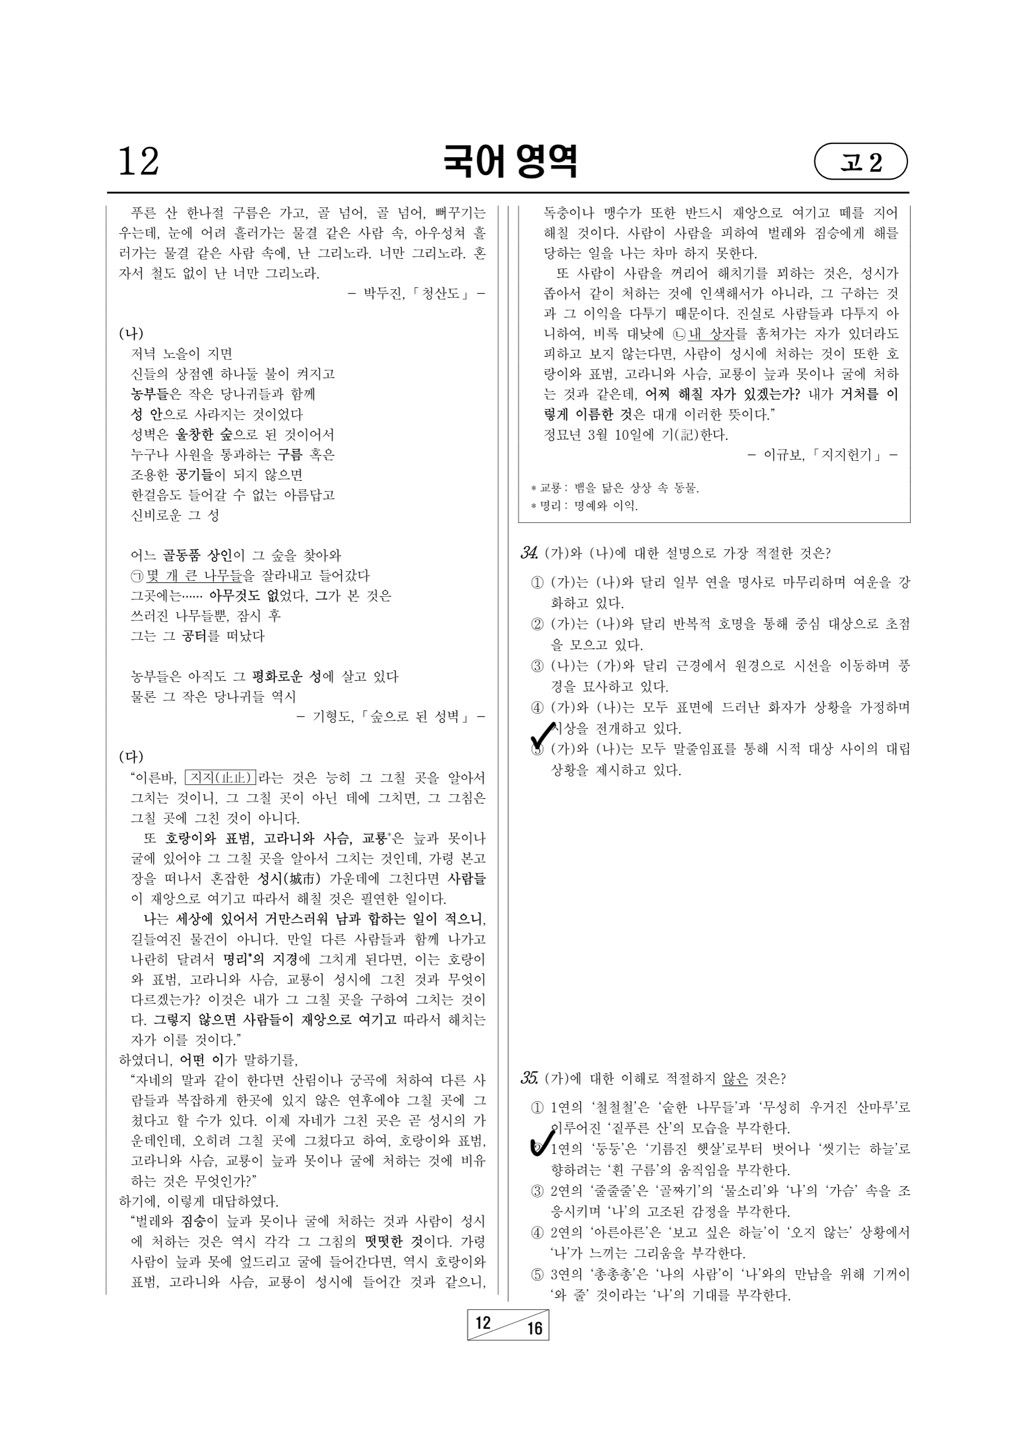 12
국어 영역
고 2
푸른 산 한나절 구름은 가고, 골 넘어, 골 넘어, 뻐꾸기는
우는데, 눈에 어려 흘러가는 물결 같은 사람 속, 아우성쳐 흘
러가는 물결 같은 사람 속에, 난 그리노라. 너만 그리노라. 혼
자서 철도 없이 난 너만 그리노라.
- 박두진, 「청산도」 -
(나)
저녁 노을이 지면
신들의 상점엔 하나둘 불이 켜지고
농부들은 작은 당나귀들과 함께
성 안으로 사라지는 것이었다
성벽은 울창한 숲으로 된 것이어서
누구나 사원을 통과하는 구름 혹은
조용한 공기들이 되지 않으면
한걸음도 들어갈 수 없는 아름답고
신비로운 그 성
어느 골동품 상인이 그 숲을 찾아와
㉠몇 개 큰 나무들을 잘라내고 들어갔다
그곳에는…… 아무것도 없었다, 그가 본 것은
쓰러진 나무들뿐, 잠시 후
그는 그 공터를 떠났다
농부들은 아직도 그 평화로운 성에 살고 있다
물론 그 작은 당나귀들 역시
- 기형도, 「숲으로 된 성벽」 -
(다)
“이른바, 지지(止止)라는 것은 능히 그 그칠 곳을 알아서
그치는 것이니, 그 그칠 곳이 아닌 데에 그치면, 그 그침은
그칠 곳에 그친 것이 아니다.
또 호랑이와 표범, 고라니와 사슴, 교룡*은 늪과 못이나
굴에 있어야 그 그칠 곳을 알아서 그치는 것인데, 가령 본고
장을 떠나서 혼잡한 성시(城市) 가운데에 그친다면 사람들
이 재앙으로 여기고 따라서 해칠 것은 필연한 일이다.
나는 세상에 있어서 거만스러워 남과 합하는 일이 적으니,
길들여진 물건이 아니다. 만일 다른 사람들과 함께 나가고
나란히 달려서 명리*의 지경에 그치게 된다면, 이는 호랑이
와 표범, 고라니와 사슴, 교룡이 성시에 그친 것과 무엇이
다르겠는가? 이것은 내가 그 그칠 곳을 구하여 그치는 것이
다. 그렇지 않으면 사람들이 재앙으로 여기고 따라서 해치는
자가 이를 것이다.”
하였더니, 어떤 이가 말하기를,
“자네의 말과 같이 한다면 산림이나 궁곡에 처하여 다른 사
람들과 복잡하게 한곳에 있지 않은 연후에야 그칠 곳에 그
쳤다고 할 수가 있다. 이제 자네가 그친 곳은 곧 성시의 가
운데인데, 오히려 그칠 곳에 그쳤다고 하여, 호랑이와 표범,
고라니와 사슴, 교룡이 늪과 못이나 굴에 처하는 것에 비유
하는 것은 무엇인가?”
하기에, 이렇게 대답하였다.
“벌레와 짐승이 늪과 못이나 굴에 처하는 것과 사람이 성시
에 처하는 것은 역시 각각 그 그침의 떳떳한 것이다. 가령
사람이 늪과 못에 엎드리고 굴에 들어간다면, 역시 호랑이와
표범, 고라니와 사슴, 교룡이 성시에 들어간 것과 같으니,
독충이나 맹수가 또한 반드시 재앙으로 여기고 떼를 지어
해칠 것이다. 사람이 사람을 피하여 벌레와 짐승에게 해를
당하는 일을 나는 차마 하지 못한다.
또 사람이 사람을 꺼리어 해치기를 꾀하는 것은, 성시가
좁아서 같이 처하는 것에 인색해서가 아니라, 그 구하는 것
과 그 이익을 다투기 때문이다. 진실로 사람들과 다투지 아
니하여, 비록 대낮에 ㉡내 상자를 훔쳐가는 자가 있더라도
피하고 보지 않는다면, 사람이 성시에 처하는 것이 또한 호
랑이와 표범, 고라니와 사슴, 교룡이 늪과 못이나 굴에 처하
는 것과 같은데, 어찌 해칠 자가 있겠는가? 내가 거처를 이
렇게 이름한 것은 대개 이러한 뜻이다.”
정묘년 3월 10일에 기(記)한다.
- 이규보, 「지지헌기」 -
* 교룡 : 뱀을 닮은 상상 속 동물.
* 명리 : 명예와 이익.
34. (가)와 (나)에 대한 설명으로 가장 적절한 것은?
① (가)는 (나)와 달리 일부 연을 명사로 마무리하며 여운을 강
화하고 있다.
② (가)는 (나)와 달리 반복적 호명을 통해 중심 대상으로 초점
을 모으고 있다.
③ (나)는 (가)와 달리 근경에서 원경으로 시선을 이동하며 풍
경을 묘사하고 있다.
④ (가)와 (나)는 모두 표면에 드러난 화자가 상황을 가정하며
시상을 전개하고 있다.
⑤ (가)와 (나)는 모두 말줄임표를 통해 시적 대상 사이의 대립
상황을 제시하고 있다.
35. (가)에 대한 이해로 적절하지 않은 것은?
① 1연의 ‘철철철’은 ‘숱한 나무들’과 ‘무성히 우거진 산마루’로
이루어진 ‘짙푸른 산’의 모습을 부각한다.
② 1연의 ‘둥둥’은 ‘기름진 햇살’로부터 벗어나 ‘씻기는 하늘’로
향하려는 ‘흰 구름’의 움직임을 부각한다.
③ 2연의 ‘줄줄줄’은 ‘골짜기’의 ‘물소리’와 ‘나’의 ‘가슴’ 속을 조
응시키며 ‘나’의 고조된 감정을 부각한다.
④ 2연의 ‘아른아른’은 ‘보고 싶은 하늘’이 ‘오지 않는’ 상황에서
‘나’가 느끼는 그리움을 부각한다.
⑤ 3연의 ‘총총총’은 ‘나의 사람’이 ‘나’와의 만남을 위해 기꺼이
‘와 줄’ 것이라는 ‘나’의 기대를 부각한다.
12
16